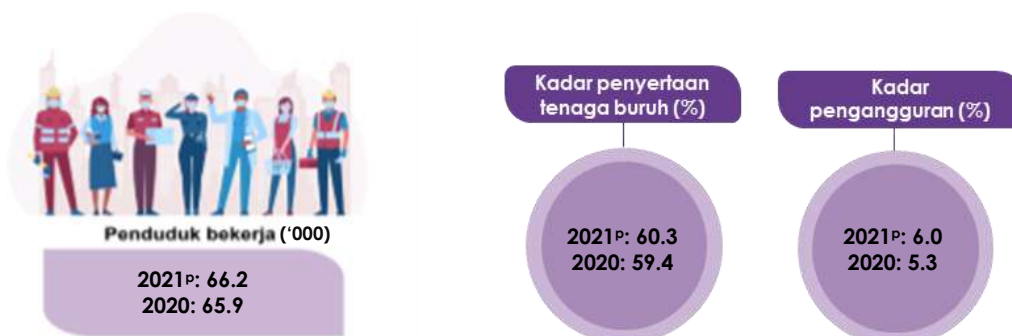 Penduduk bekerja (‘000)
2021ᵖ: 66.2
2020: 65.9
Kadar penyertaan
tenaga buruh (%)
2021ᵖ: 60.3
2020: 59.4
Kadar
pengangguran (%)
2021ᵖ: 6.0
2020: 5.3